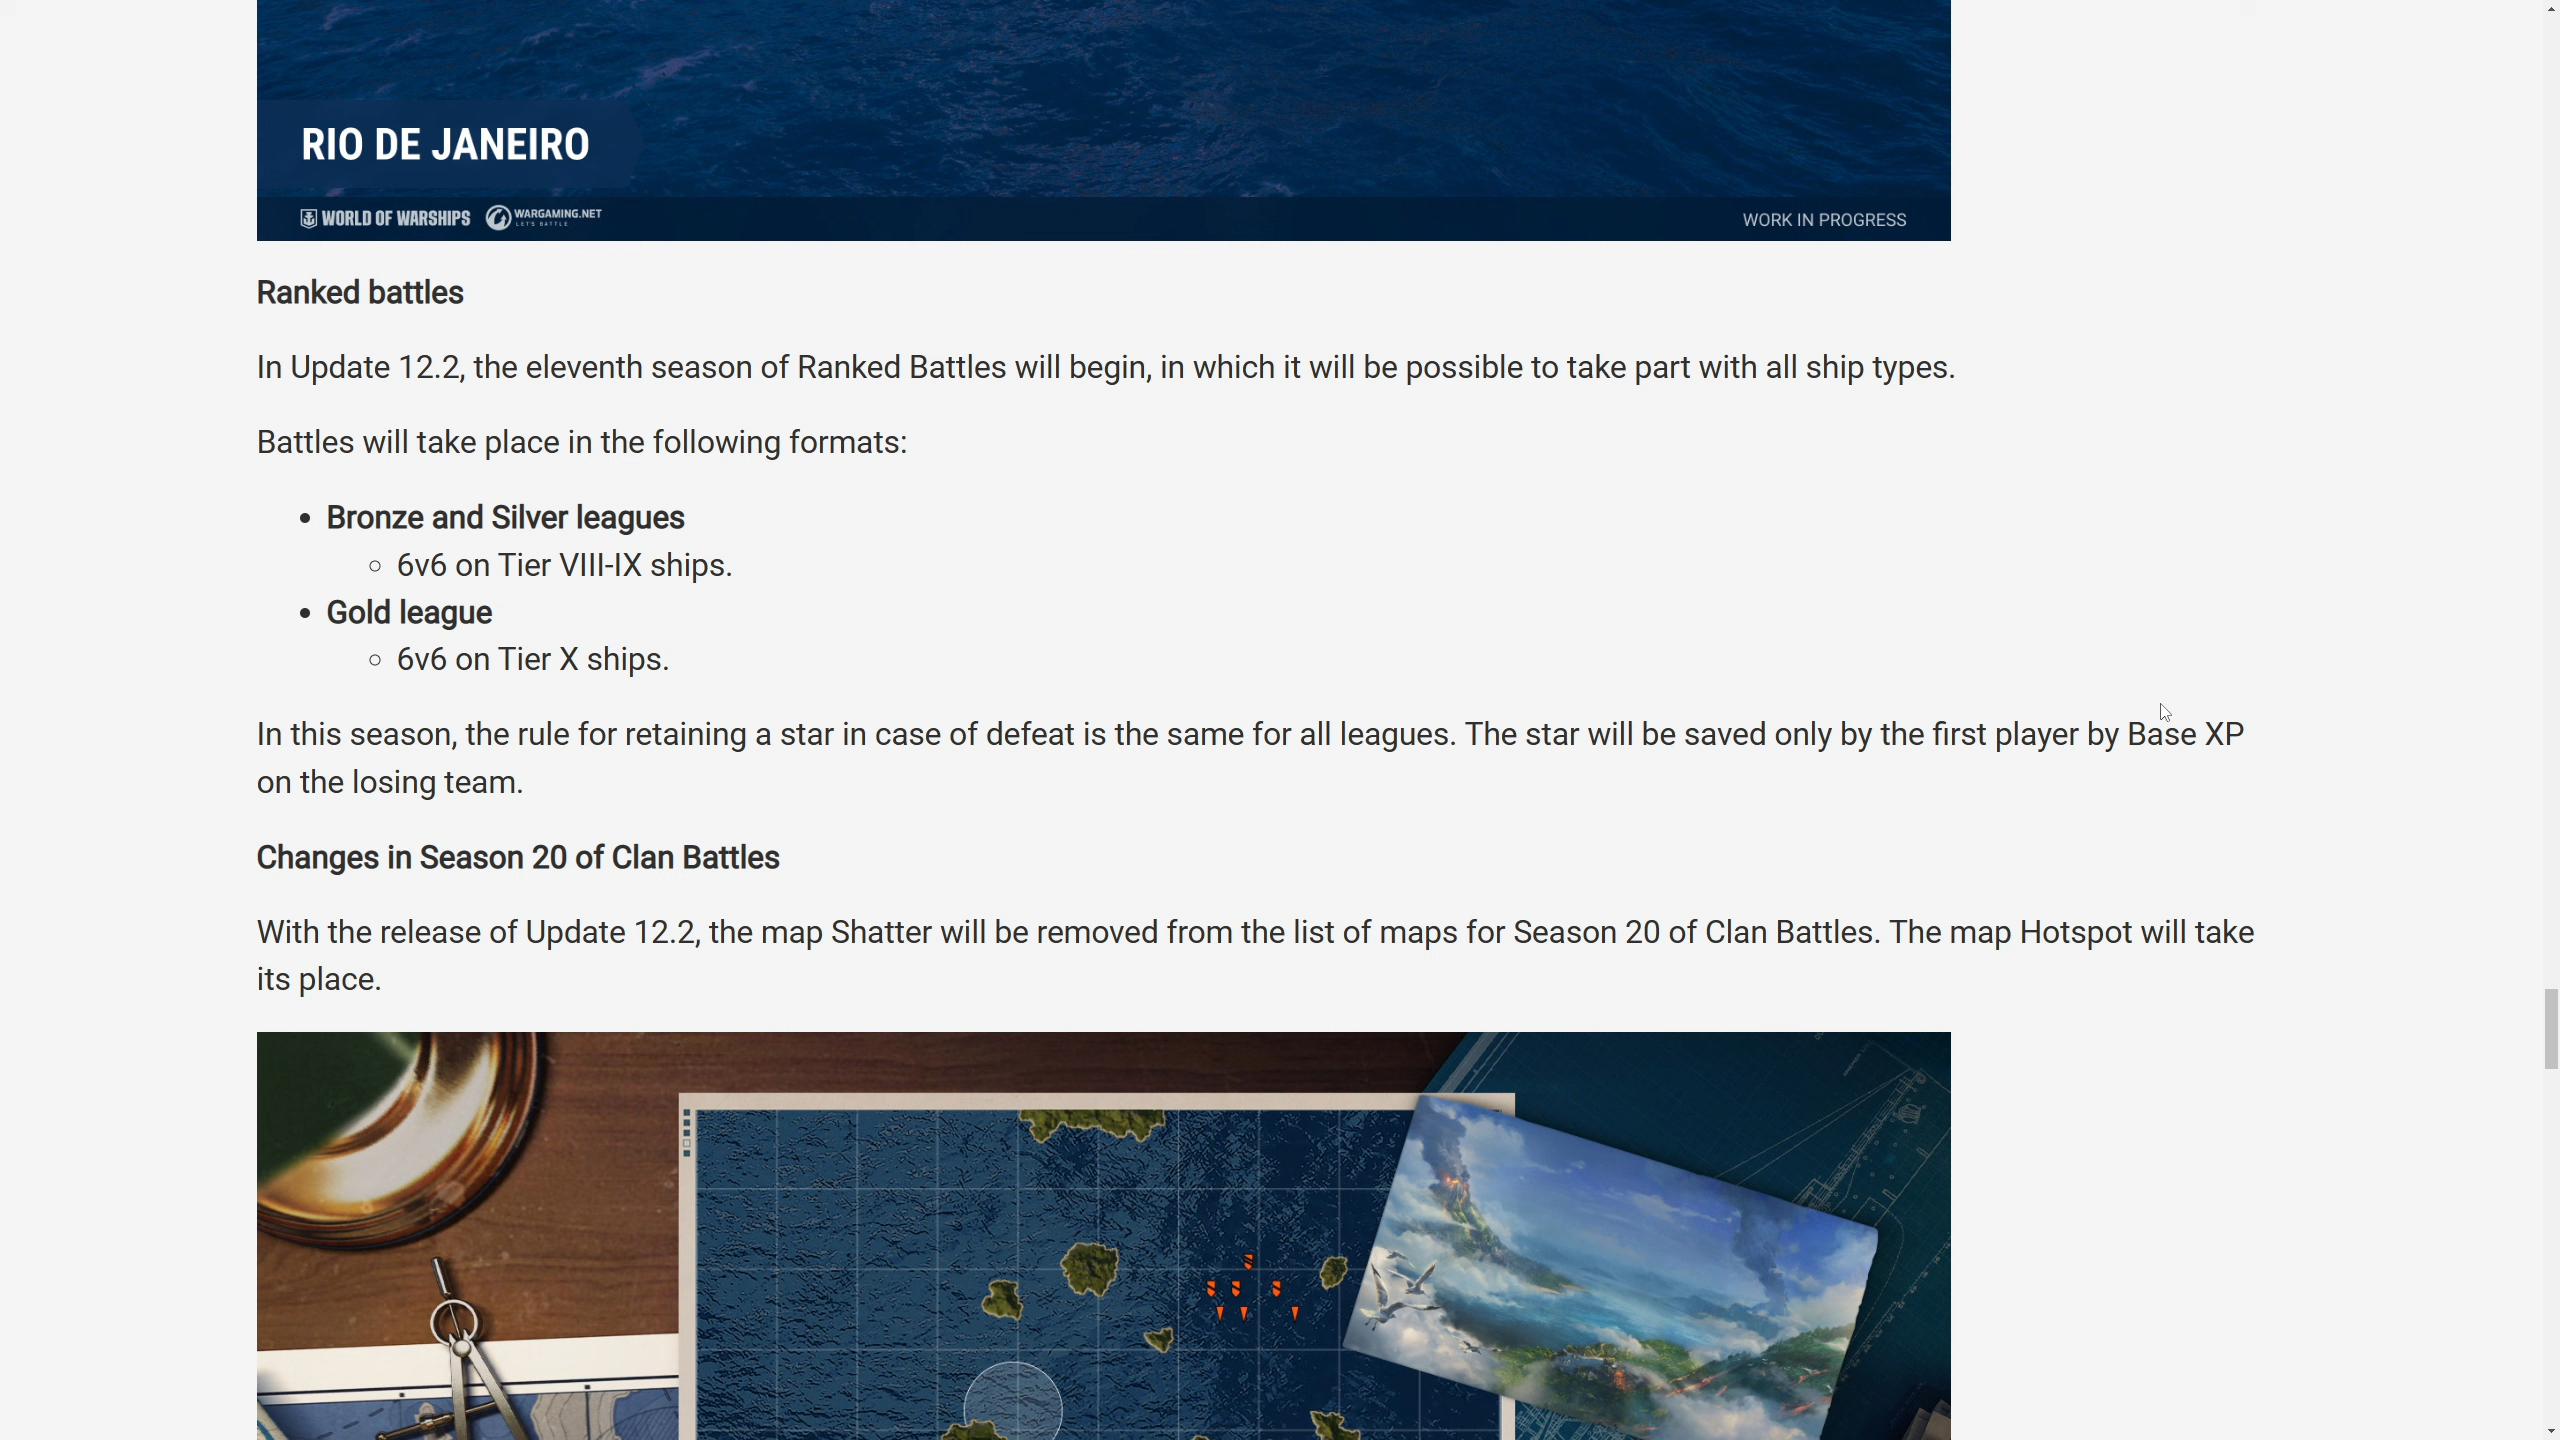 RIO DE JANEIRO
WORLD OF WARSHIPS WARGAMING.NET
LET'S BATTLE
WORK IN PROGRESS
Ranked battles
In Update 12.2, the eleventh season of Ranked Battles will begin, in which it will be possible to take part with all ship types.
Battles will take place in the following formats:
• Bronze and Silver leagues
○ 6v6 on Tier VIII-IX ships.
• Gold league
○ 6v6 on Tier X ships.
In this season, the rule for retaining a star in case of defeat is the same for all leagues. The star will be saved only by the first player by Base XP
on the losing team.
Changes in Season 20 of Clan Battles
With the release of Update 12.2, the map Shatter will be removed from the list of maps for Season 20 of Clan Battles. The map Hotspot will take
its place.